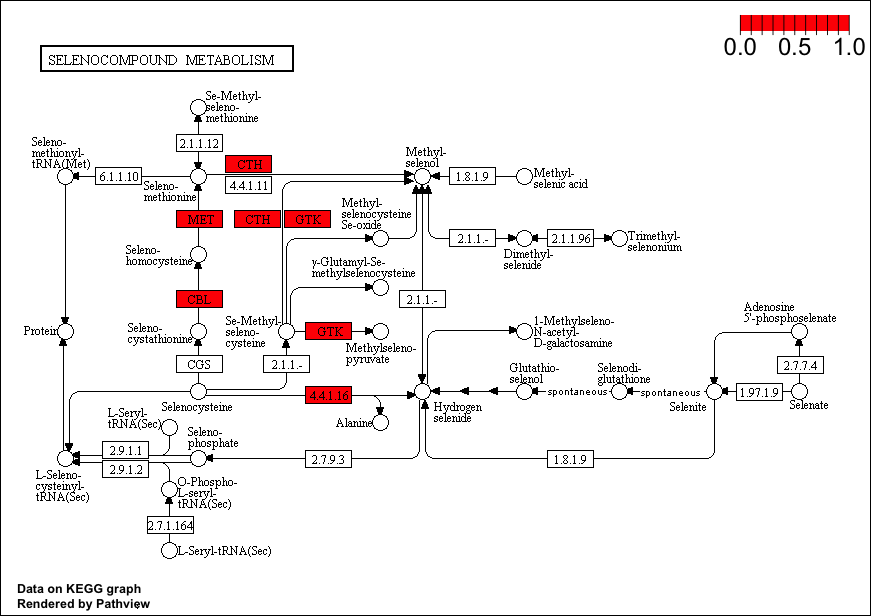 0.0 0.5 1.0
SELENOCOMPOUND METABOLISM
Se-Methyl-
seleno-
methionine
2.1.1.12
Seleno-
methionyl-
tRNA(Met)
6.1.1.10
Seleno-
methionine
CTH
4.4.1.11
Methyl-
selenol
1.8.1.9
Methyl-
selenic acid
MET
CTH
GTK
Methyl-
selenocysteine
Se-oxide
2.1.1.-
Dimethyl-
selenide
2.1.1.96
Trimethyl-
selenonium
Seleno-
homocysteine
γ-Glutamyl-Se-
methylselenocysteine
CBL
2.1.1.-
Protein
Seleno-
cystathionine
Se-Methyl-
seleno-
cysteine
GTK
Methylseleno-
pyruvate
1-Methylseleno-
N-acetyl-
D-galactosamine
Adenosine
5'-phosphoselenate
CGS
2.1.1.-
Glutathio-
selenol
spontaneous
Selenodi-
glutathione
spontaneous
2.7.7.4
1.97.1.9
Selenocysteine
4.4.1.16
Alanine
Hydrogen
selenide
Selenite
Selenate
L-Seryl-
tRNA(Sec)
Seleno-
phosphate
2.9.1.1
2.9.1.2
2.7.9.3
1.8.1.9
L-Seleno-
cysteinyl-
tRNA(Sec)
O-Phospho-
L-seryl-
tRNA(Sec)
2.7.1.164
L-Seryl-tRNA(Sec)
Data on KEGG graph
Rendered by Pathview